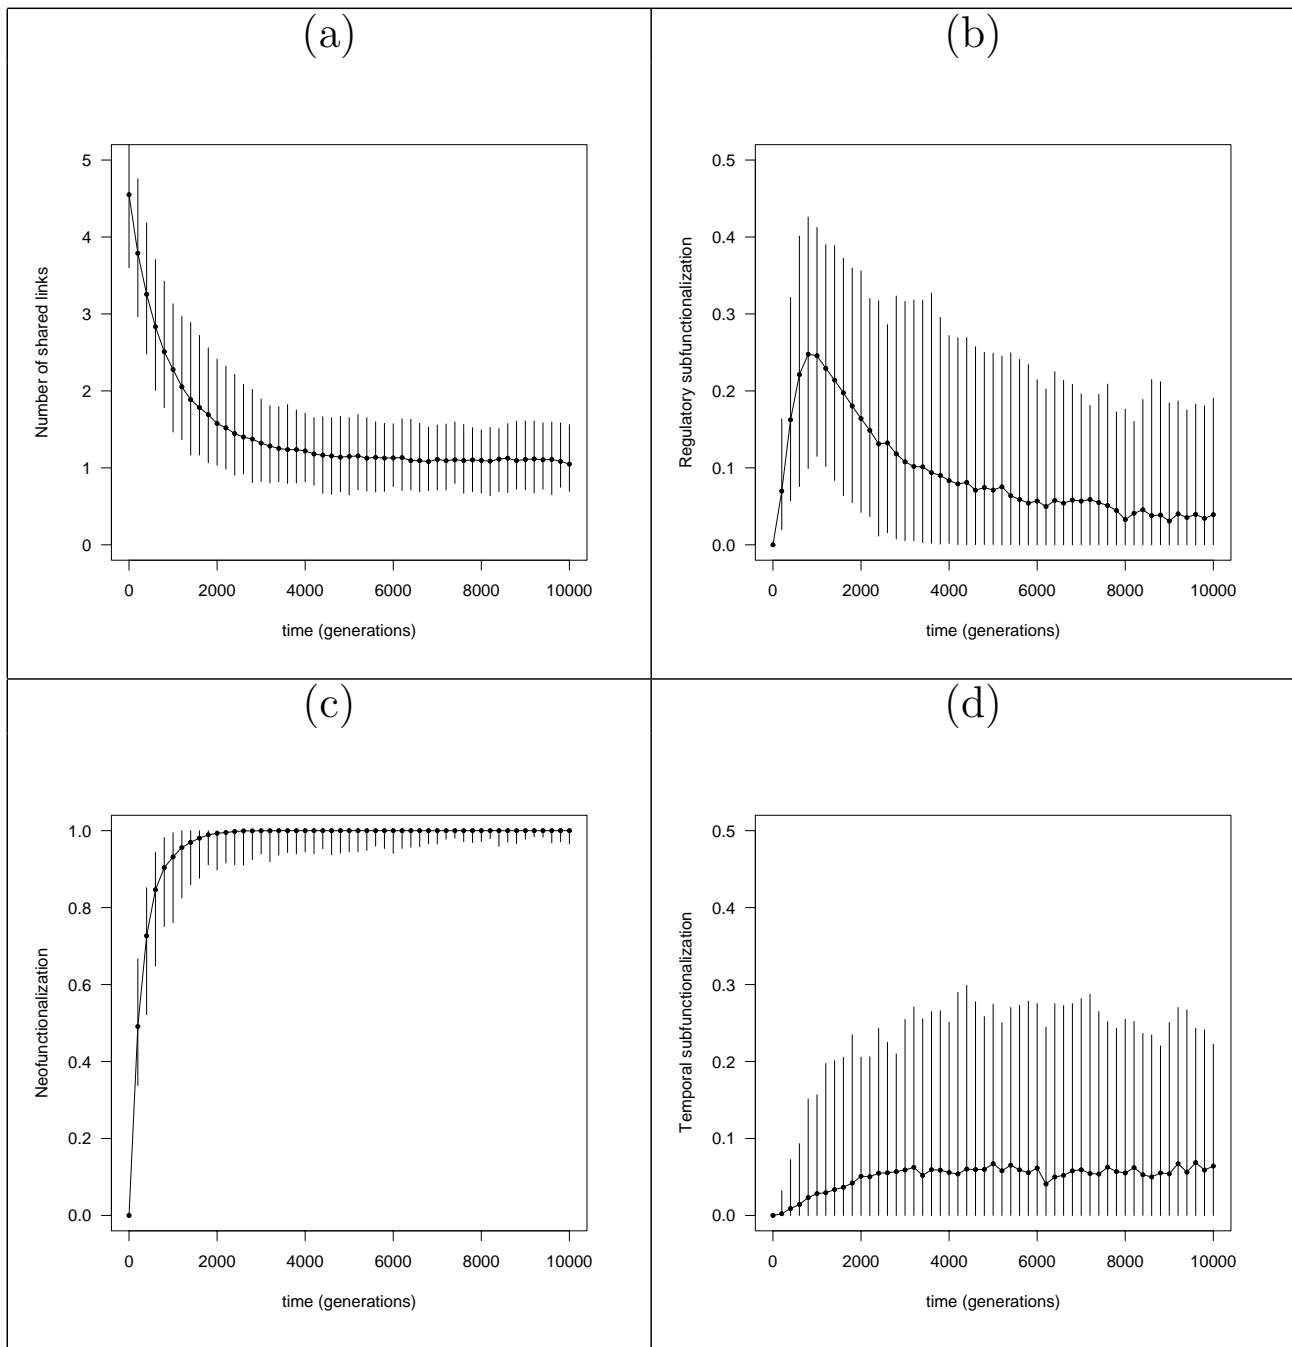 (a)
(b)
5
4
3
2
1
0
Number of shared links
0 2000 4000 6000 8000 10000
time (generations)
0.5
0.4
0.3
0.2
0.1
0.0
Regulatory subfunctionalization
0 2000 4000 6000 8000 10000
time (generations)
(c)
(d)
1.0
0.8
0.6
0.4
0.2
0.0
Neofunctionalization
0 2000 4000 6000 8000 10000
time (generations)
0.5
0.4
0.3
0.2
0.1
0.0
Temporal subfunctionalization
0 2000 4000 6000 8000 10000
time (generations)